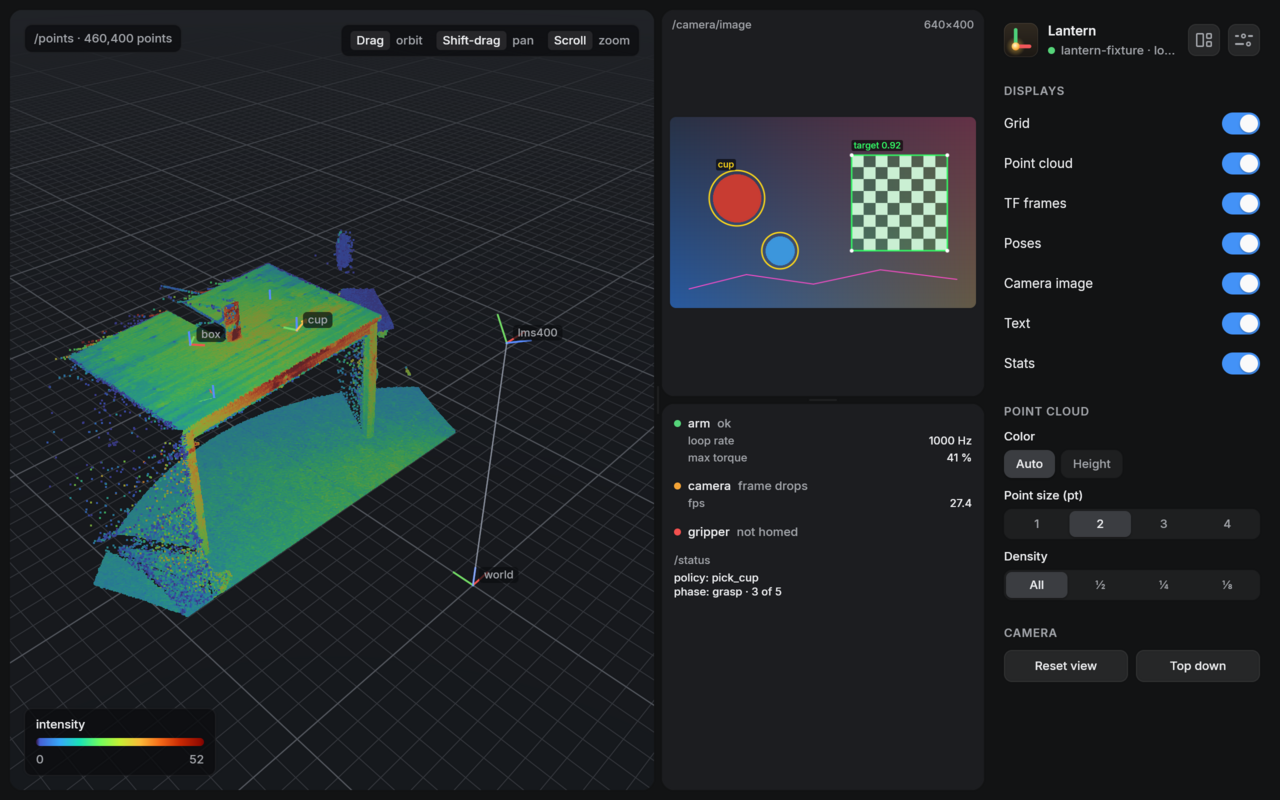 /points · 460,400 points
Drag orbit Shift-drag pan Scroll zoom
box
cup
lms400
world
intensity
0 52
/camera/image 640×400
cup
target 0.92
arm ok
loop rate 1000 Hz
max torque 41 %
camera frame drops
fps 27.4
gripper not homed
/status
policy: pick_cup
phase: grasp · 3 of 5
Lantern
lantern-fixture · lo...
DISPLAYS
Grid
Point cloud
TF frames
Poses
Camera image
Text
Stats
POINT CLOUD
Color
Auto Height
Point size (pt)
1 2 3 4
Density
All ½ ¼ ⅛
CAMERA
Reset view Top down